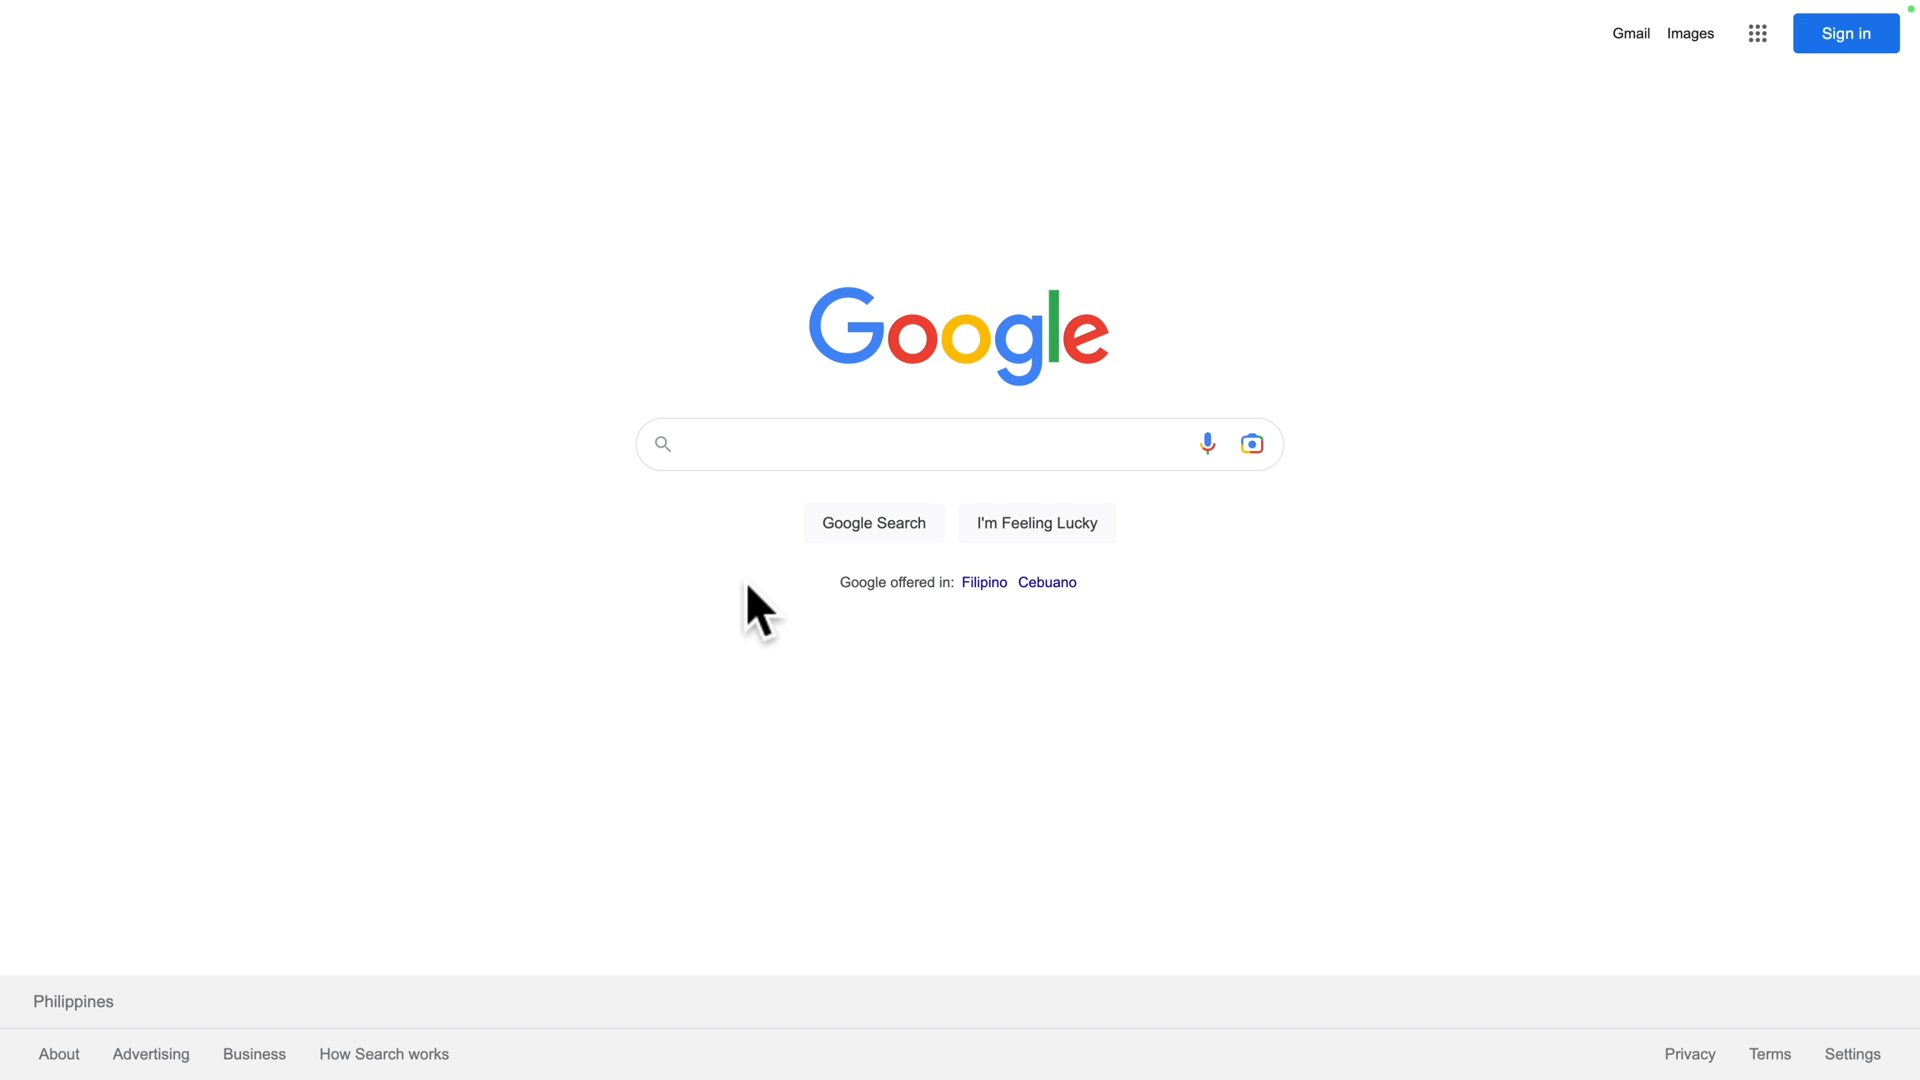 Gmail Images Sign in
Google
Google Search I'm Feeling Lucky
Google offered in: Filipino Cebuano
Philippines
About Advertising Business How Search works Privacy Terms Settings